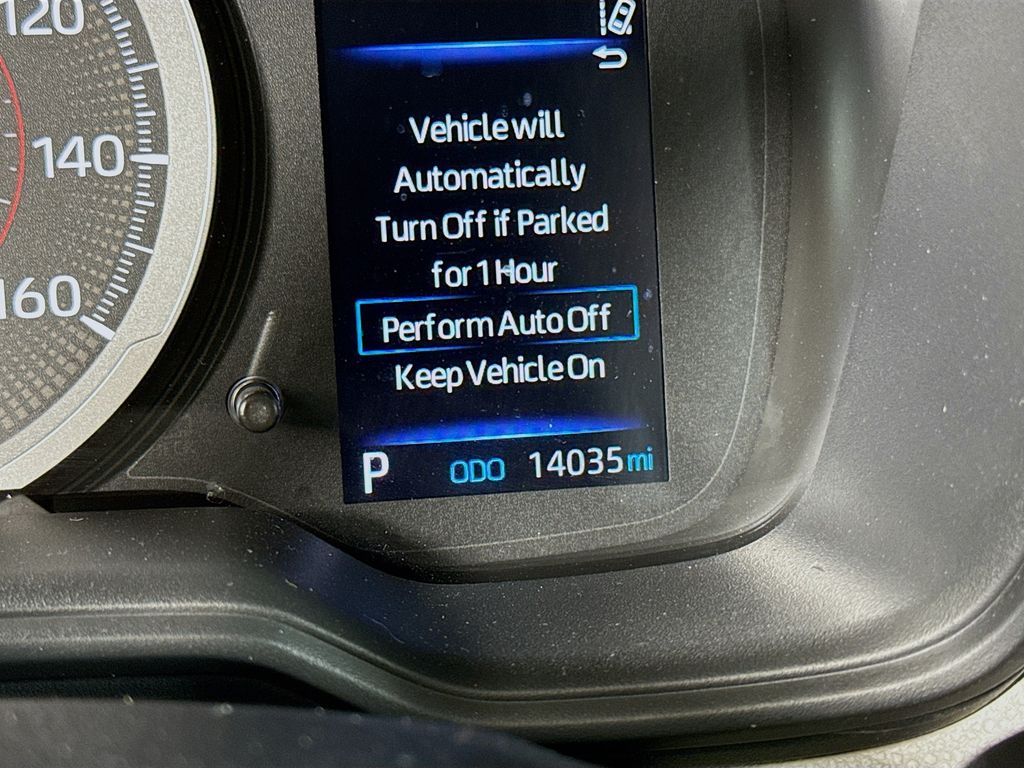 120
140
160
Vehicle will
Automatically
Turn Off if Parked
for 1 Hour
Perform Auto Off
Keep Vehicle On
P ODO 14035 mi